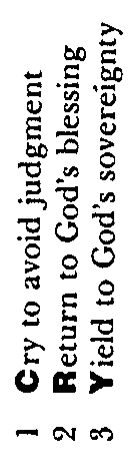 1 Cry to avoid judgment
2 Return to God's blessing
3 Yield to God's sovereignty